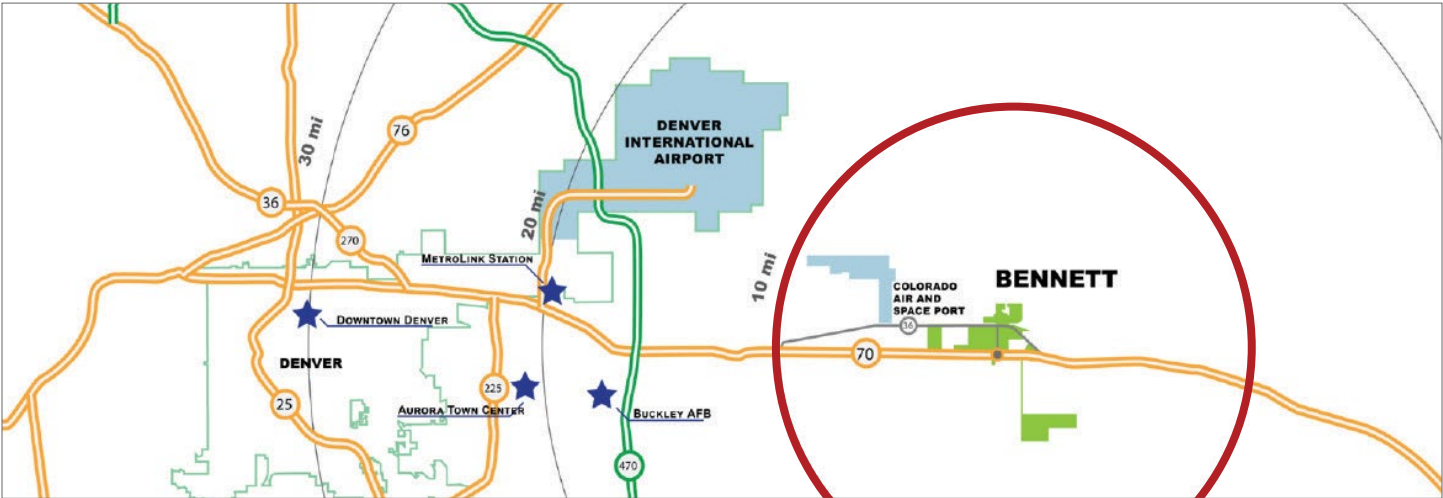 30 mi
76
36
270
DENVER
INTERNATIONAL
AIRPORT
20 mi
METROLINK STATION
10 mi
COLORADO
AIR AND
SPACE PORT
BENNETT
36
DOWNTOWN DENVER
DENVER
70
225
25
AURORA TOWN CENTER
BUCKLEY AFB
470